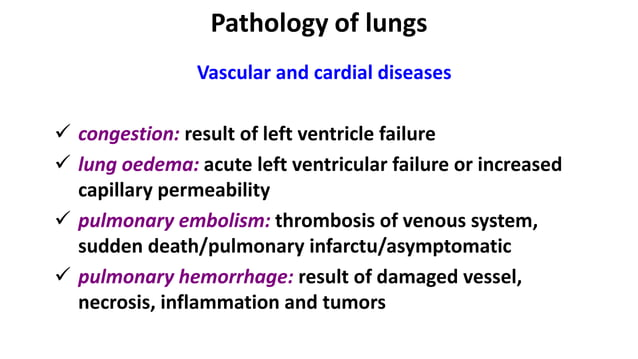 Pathology of lungs
Vascular and cardial diseases
✓ congestion: result of left ventricle failure
✓ lung oedema: acute left ventricular failure or increased
capillary permeability
✓ pulmonary embolism: thrombosis of venous system,
sudden death/pulmonary infarctu/asymptomatic
✓ pulmonary hemorrhage: result of damaged vessel,
necrosis, inflammation and tumors